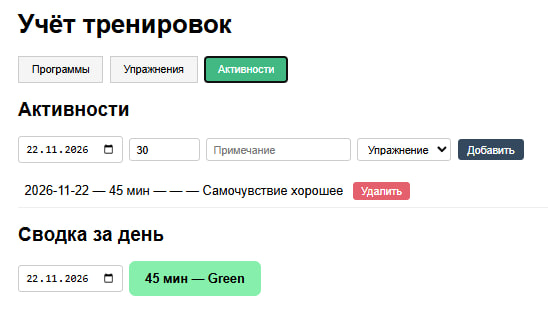 Учёт тренировок
Программы Упражнения Активности
Активности
22.11.2026 30 Примечание Упражнение Добавить
2026-11-22 — 45 мин — — — Самочувствие хорошее Удалить
Сводка за день
22.11.2026 45 мин — Green